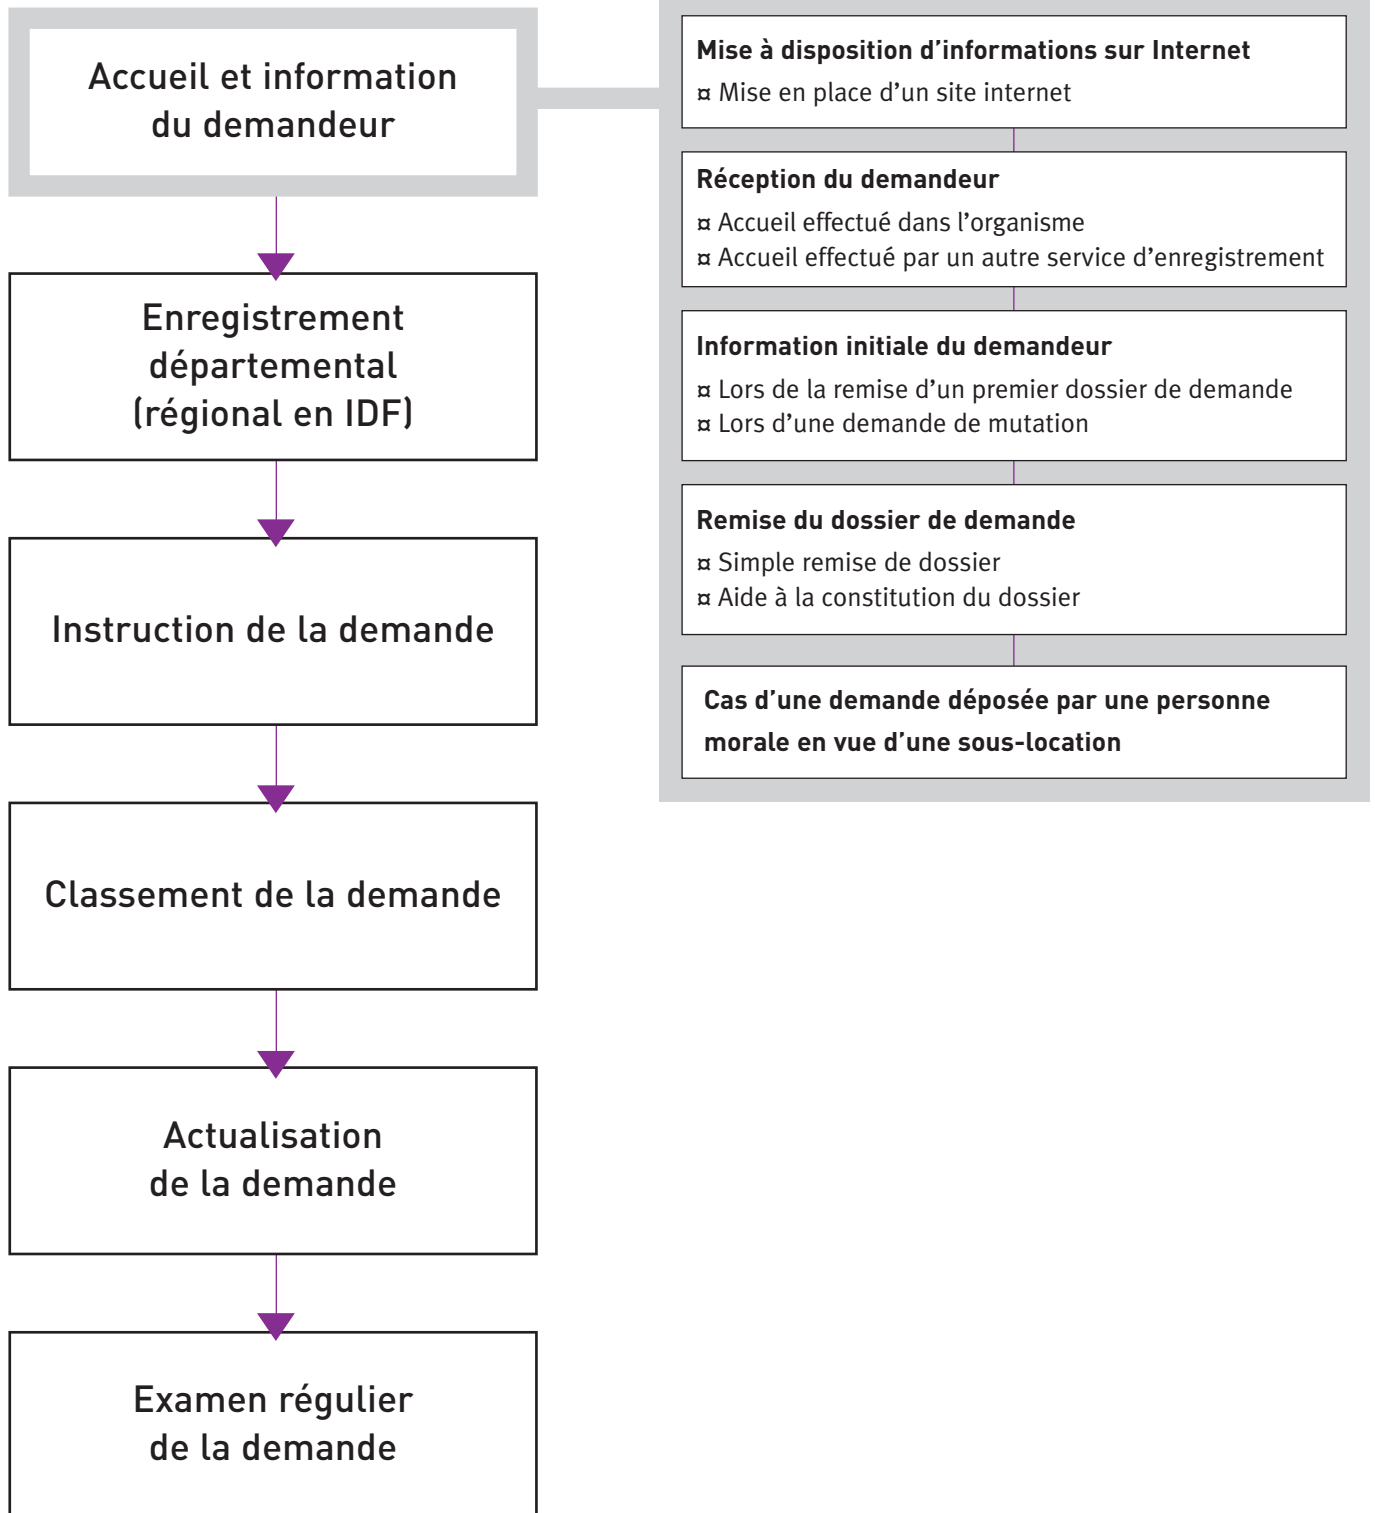 Accueil et information
du demandeur
Enregistrement
départemental
(régional en IDF)
Instruction de la demande
Classement de la demande
Actualisation
de la demande
Examen régulier
de la demande
Mise à disposition d’informations sur Internet
¤ Mise en place d’un site internet
Réception du demandeur
¤ Accueil effectué dans l’organisme
¤ Accueil effectué par un autre service d’enregistrement
Information initiale du demandeur
¤ Lors de la remise d’un premier dossier de demande
¤ Lors d’une demande de mutation
Remise du dossier de demande
¤ Simple remise de dossier
¤ Aide à la constitution du dossier
Cas d’une demande déposée par une personne
morale en vue d’une sous-location